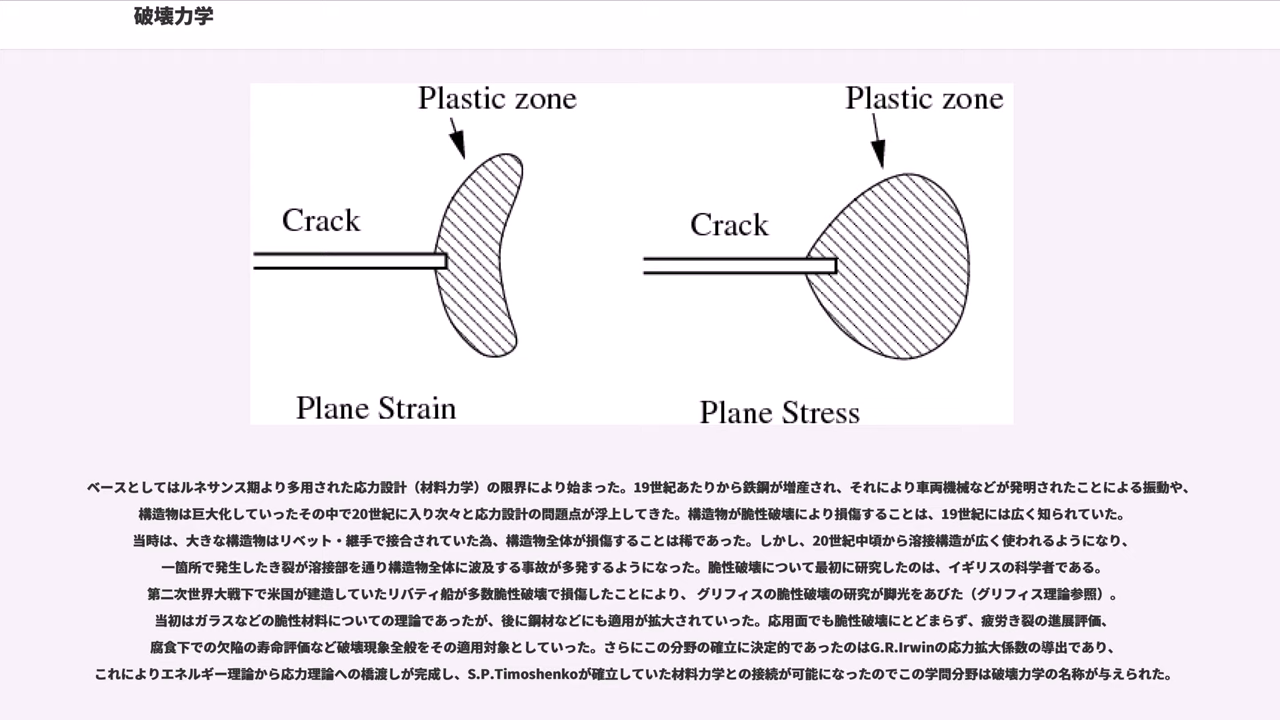 破壊力学
Plastic zone
Plastic zone
Crack
Crack
Plane Strain
Plane Stress
ベースとしてはルネサンス期より多用された応力設計（材料力学）の限界により始まった。19世紀あたりから鉄鋼が増産され、それにより車両機械などが発明されたことによる振動や、
構造物は巨大化していったその中で20世紀に入り次々と応力設計の問題点が浮上してきた。構造物が脆性破壊により損傷することは、19世紀には広く知られていた。
当時は、大きな構造物はリベット・継手で接合されていた為、構造物全体が損傷することは稀であった。しかし、20世紀中頃から溶接構造が広く使われるようになり、
一箇所で発生したき裂が溶接部を通り構造物全体に波及する事故が多発するようになった。脆性破壊について最初に研究したのは、イギリスの科学者である。
第二次世界大戦下で米国が建造していたリバティ船が多数脆性破壊で損傷したことにより、 グリフィスの脆性破壊の研究が脚光をあびた（グリフィス理論参照）。
当初はガラスなどの脆性材料についての理論であったが、後に鋼材などにも適用が拡大されていった。応用面でも脆性破壊にとどまらず、疲労き裂の進展評価、
腐食下での欠陥の寿命評価など破壊現象全般をその適用対象としていった。さらにこの分野の確立に決定的であったのはG.R.Irwinの応力拡大係数の導出であり、
これによりエネルギー理論から応力理論への橋渡しが完成し、S.P.Timoshenkoが確立していた材料力学との接続が可能になったのでこの学問分野は破壊力学の名称が与えられた。